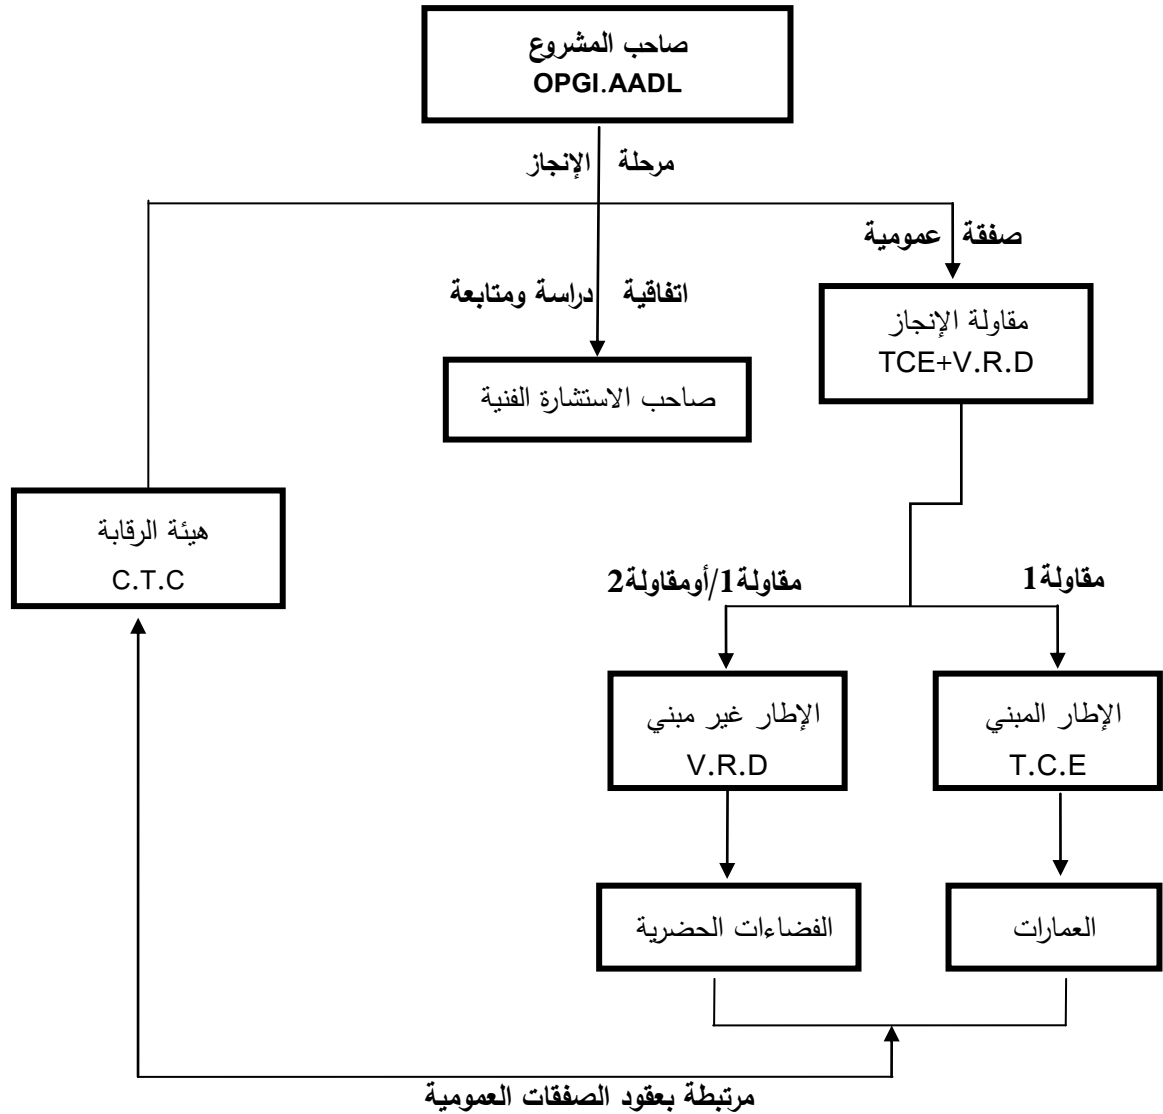 صاحب المشروع
OPGI.AADL
مرحلة الإنجاز
صفقة عمومية
اتفاقية دراسة ومتابعة
مقاولة الإنجاز
TCE+V.R.D
صاحب الاستشارة الفنية
هيئة الرقابة
C.T.C
مقاولة1
مقاولة1/أومقاولة2
الإطار المبني
T.C.E
الإطار غير مبني
V.R.D
العمارات
الفضاءات الحضرية
مرتبطة بعقود الصفقات العمومية